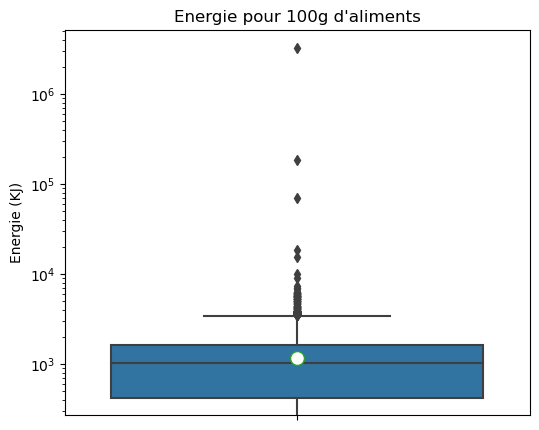 Energie pour 100g d'aliments
Energie (KJ)
10⁶
10⁵
10⁴
10³